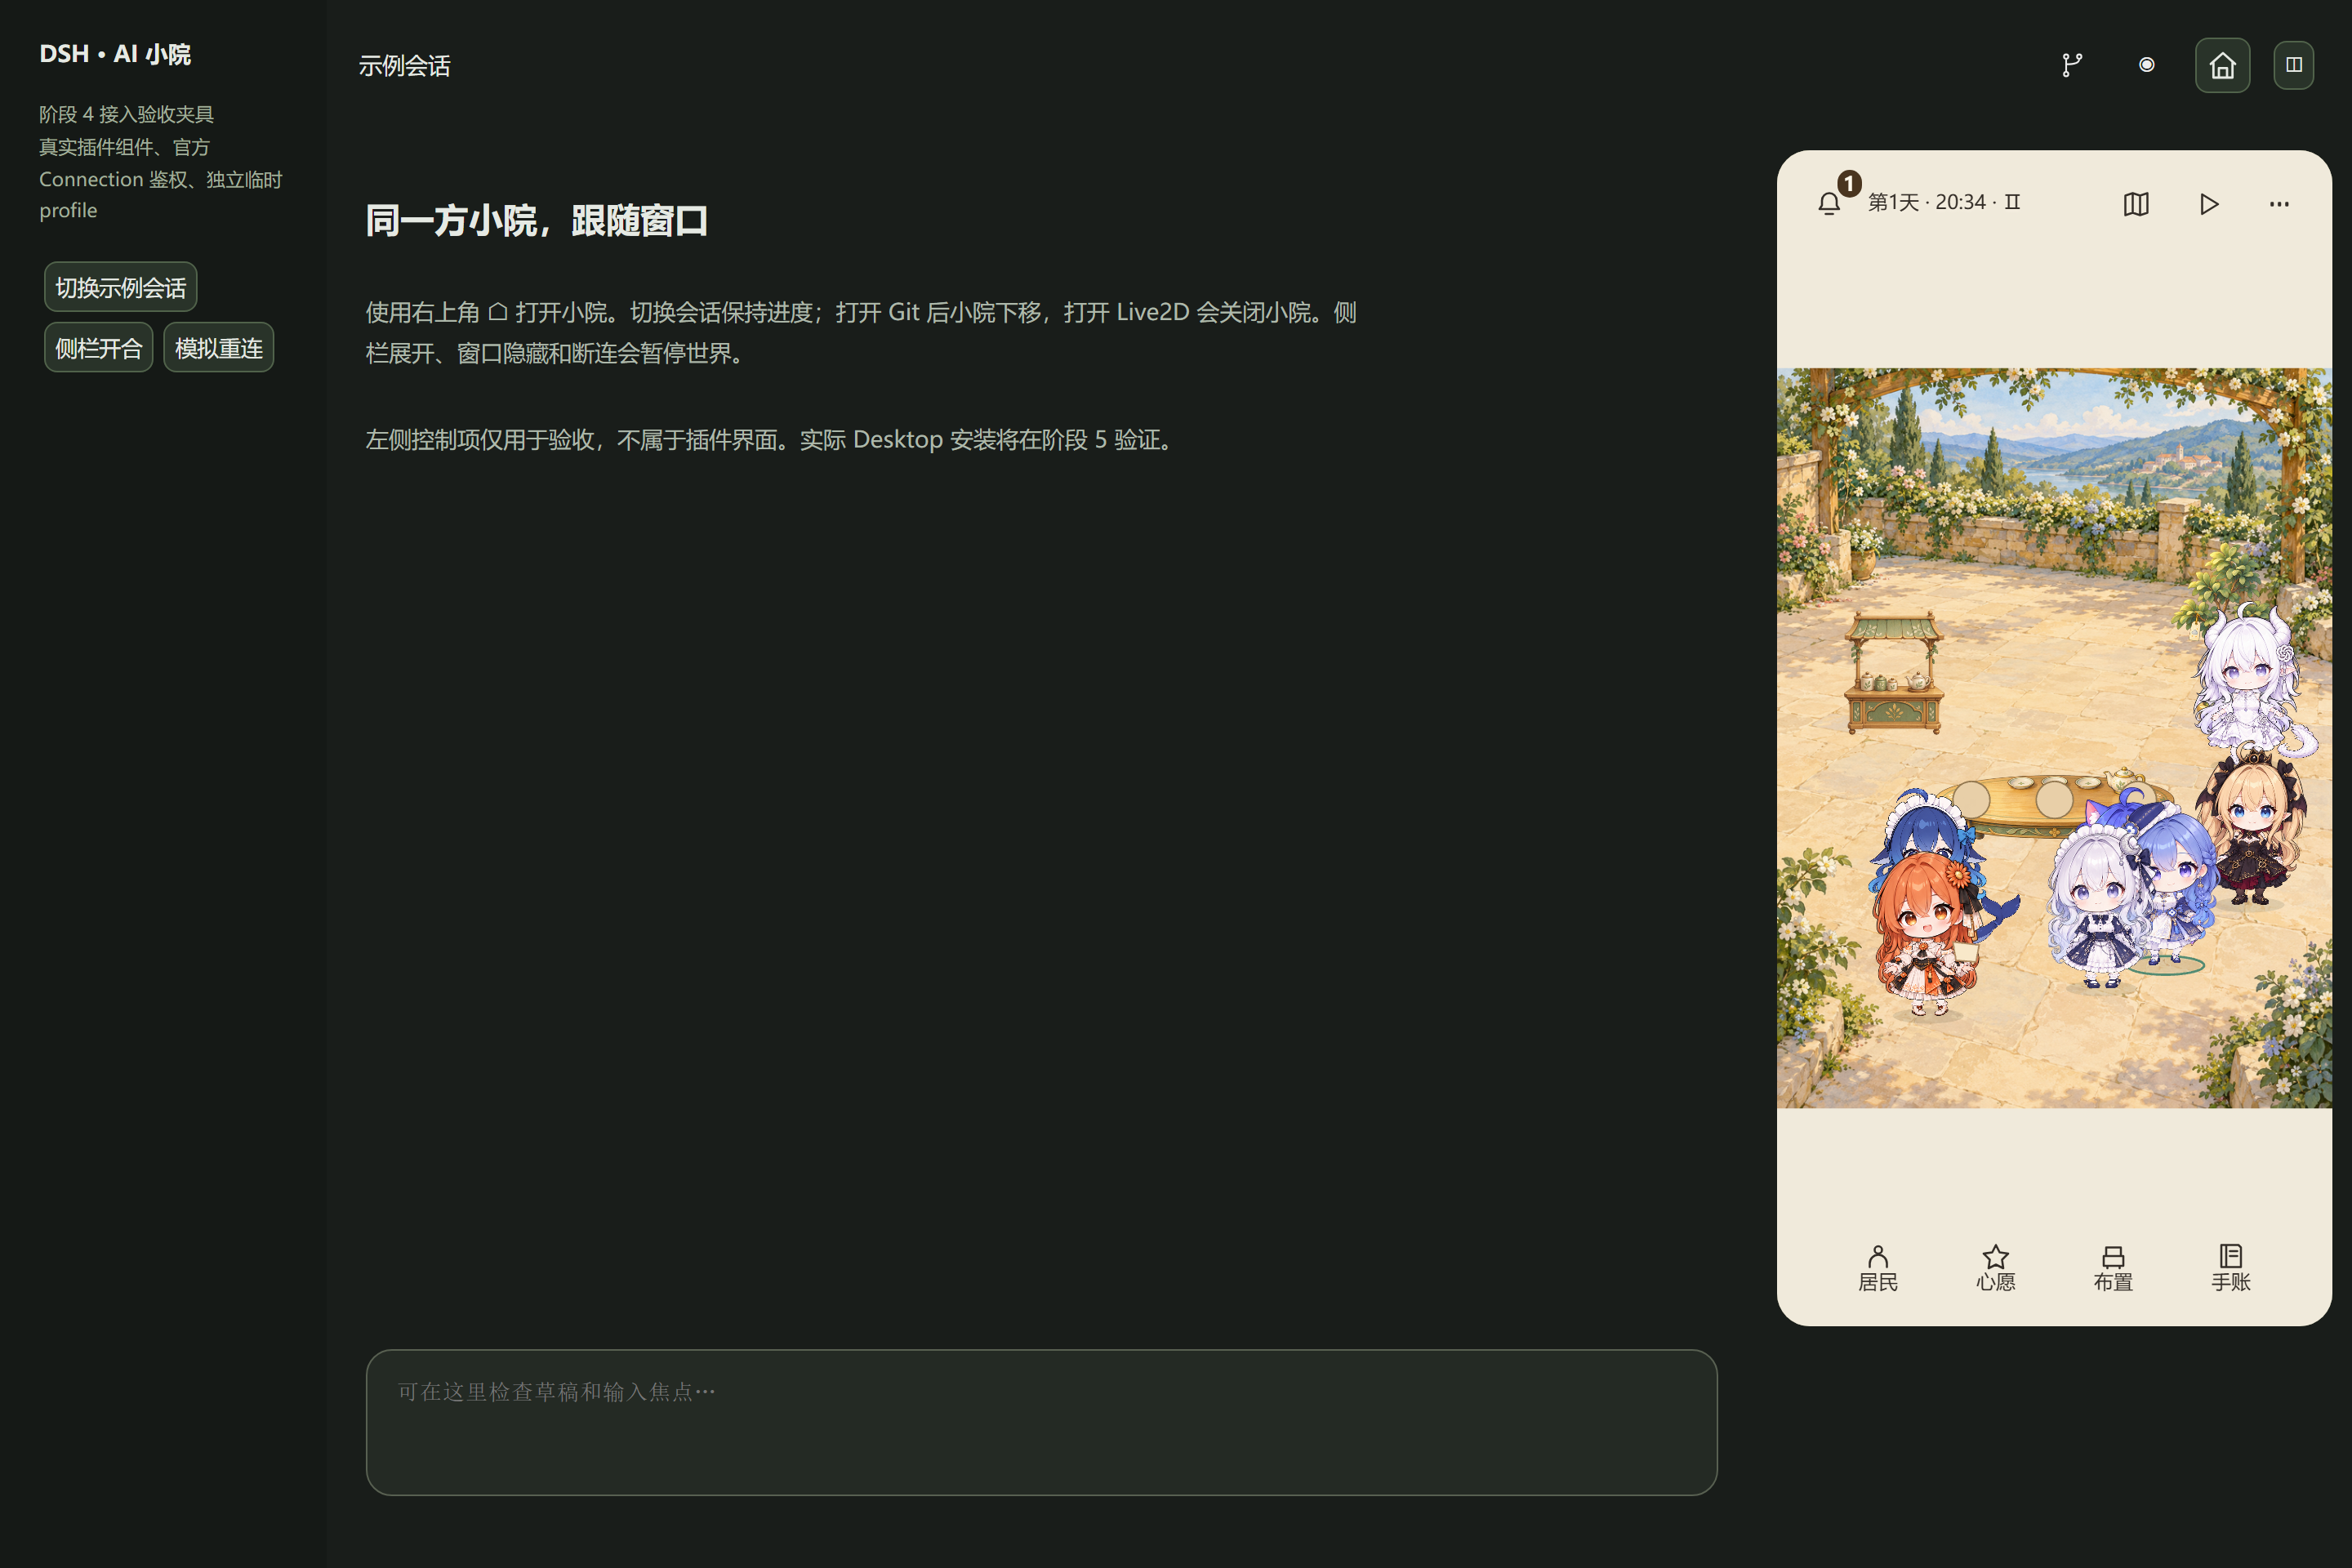 DSH • AI 小院
阶段 4 接入验收夹具
真实插件组件、官方
Connection 鉴权、独立临时
profile
切换示例会话
侧栏开合
模拟重连
示例会话
同一方小院，跟随窗口
使用右上角 ⌂ 打开小院。切换会话保持进度；打开 Git 后小院下移，打开 Live2D 会关闭小院。侧
栏展开、窗口隐藏和断连会暂停世界。
左侧控制项仅用于验收，不属于插件界面。实际 Desktop 安装将在阶段 5 验证。
可在这里检查草稿和输入焦点…
1
第1天 · 20:34 · Ⅱ
居民
心愿
布置
手账